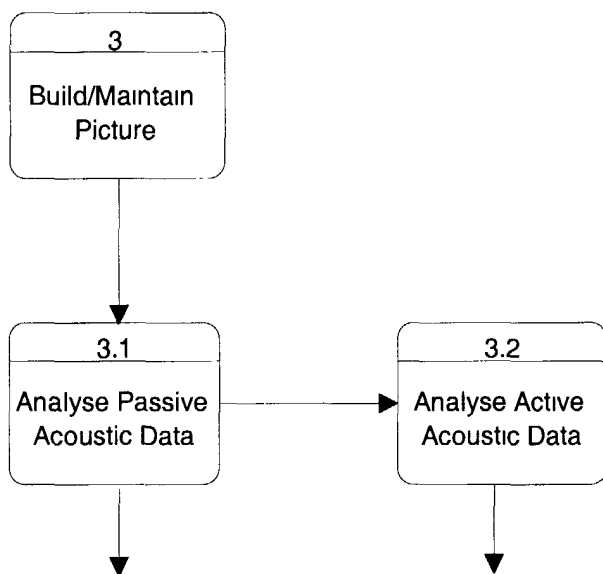 3
Build/Maintain
Picture
3.1
Analyse Passive
Acoustic Data
3.2
Analyse Active
Acoustic Data